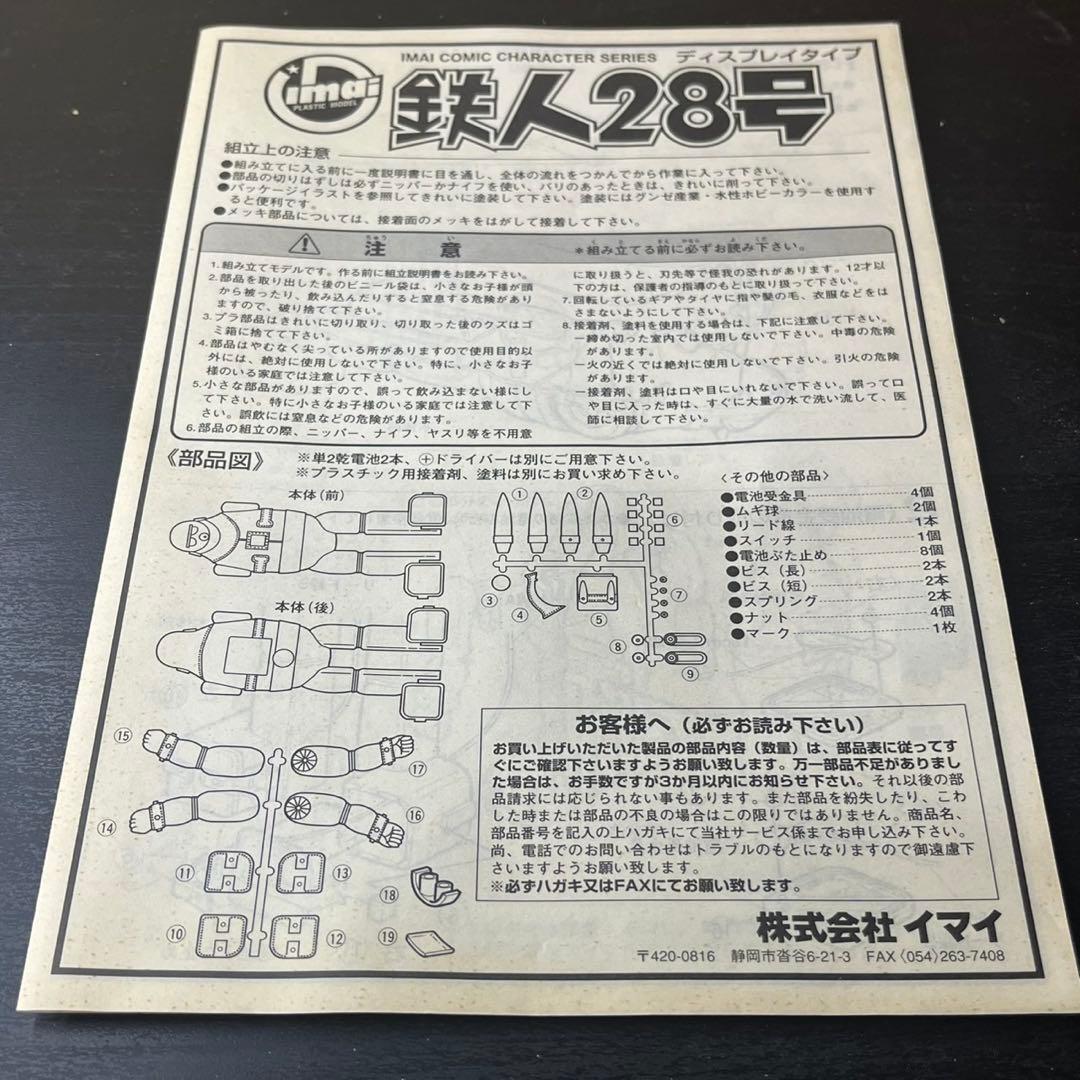 IMAI COMIC CHARACTER SERIES ディスプレイタイプ
imai
PLASTIC MODEL
鉄人28号
組立上の注意
●組み立てに入る前に一度説明書に目を通し、全体の流れをつかんでから作業に入って下さい。
●部品の切りはずしは必ずニッパーかナイフを使い、バリのあったときは、きれいに削って下さい。
●パッケージイラストを参照してきれいに塗装して下さい。塗装にはグンゼ産業・水性ホビーカラーを使用す
ると便利です。
●メッキ部品については、接着面のメッキをはがして接着して下さい。
注意
ちゅう い
*組み立てる前に必ずお読み下さい。
1.組み立てモデルです。作る前に組立説明書をお読み下さい。
2.部品を取り出した後のビニール袋は、小さなお子様が頭
から被ったり、飲み込んだりすると窒息する危険があり
ますので、破り捨てて下さい。
3.プラ部品はきれいに切り取り、切り取った後のクズはゴ
ミ箱に捨てて下さい。
4.部品はやむなく尖っている所がありますので使用目的以
外には、絶対に使用しないで下さい。特に、小さなお子
様のいる家庭では注意して下さい。
5.小さな部品がありますので、誤って飲み込まない様にし
て下さい。特に小さなお子様のいる家庭では注意して下
さい。誤飲には窒息などの危険があります。
6.部品の組立の際、ニッパー、ナイフ、ヤスリ等を不用意
に取り扱うと、刃先等で怪我の恐れがあります。12才以
下の方は、保護者の指導のもとに取り扱って下さい。
7.回転しているギアやタイヤに指や髪の毛、衣服などをは
さまないようにして下さい。
8.接着剤、塗料を使用する場合は、下記に注意して下さい。
ー締め切った室内では使用しないで下さい。中毒の危険
があります。
ー火の近くでは絶対に使用しないで下さい。引火の危険
があります。
ー接着剤、塗料は口や目にいれないで下さい。誤って口
や目に入った時は、すぐに大量の水で洗い流して、医
師に相談して下さい。
《部品図》
※単2乾電池2本、⊕ドライバーは別にご用意下さい。
※プラスチック用接着剤、塗料は別にお買い求め下さい。
本体(前)
本体(後)
①
②
③
④
⑤
⑥
⑦
⑧
⑨
〈その他の部品〉
●電池受金具 4個
●ムギ球 2個
●リード線 1本
●スイッチ 1個
●電池ぶた止め 8個
●ビス(長) 2本
●ビス(短) 2本
●スプリング 2本
●ナット 4個
●マーク 1枚
⑮
⑰
⑭
⑯
⑪
⑬
⑱
⑩
⑫
⑲
お客様へ(必ずお読み下さい)
お買い上げいただいた製品の部品内容(数量)は、部品表に従ってす
ぐにご確認下さいますようお願い致します。万一部品不足がありまし
た場合は、お手数ですが3か月以内にお知らせ下さい。それ以後の部
品請求には応じられない事もあります。また部品を紛失したり、こわ
した時または部品の不良の場合はこの限りではありません。商品名、
部品番号を記入の上ハガキにて当社サービス係までお申し込み下さい。
尚、電話でのお問い合わせはトラブルのもとになりますので御遠慮下
さいますようお願い致します。
※必ずハガキ又はFAXにてお願い致します。
株式会社 イマイ
〒420-0816 静岡市沓谷6-21-3 FAX〈054〉263-7408